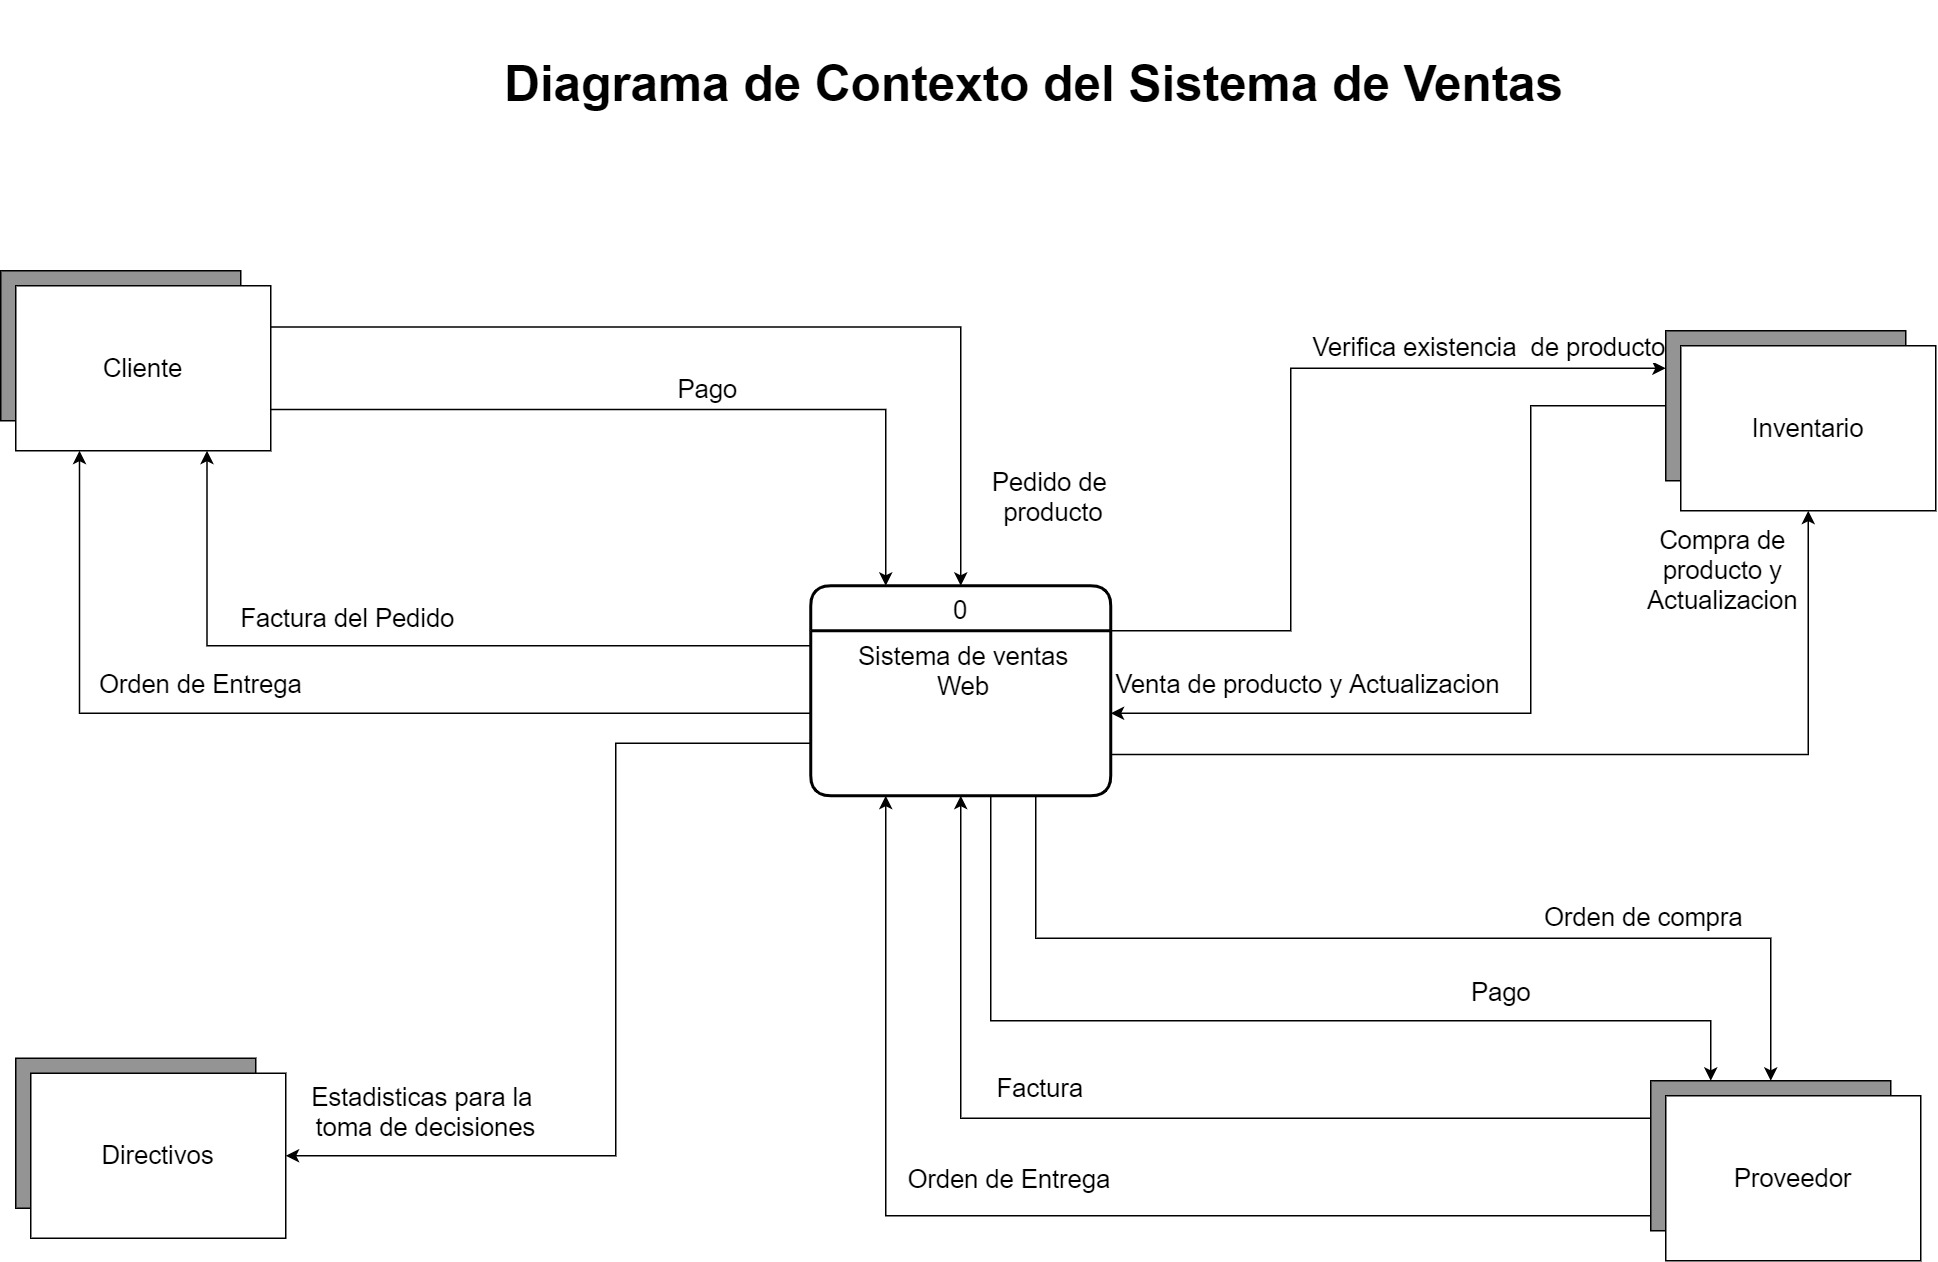 Diagrama de Contexto del Sistema de Ventas
Cliente
Pago
Pedido de
producto
Verifica existencia  de producto
Inventario
Compra de
producto y
Actualizacion
0
Sistema de ventas
Web
Factura del Pedido
Orden de Entrega
Venta de producto y Actualizacion
Orden de compra
Pago
Factura
Estadisticas para la
toma de decisiones
Directivos
Orden de Entrega
Proveedor